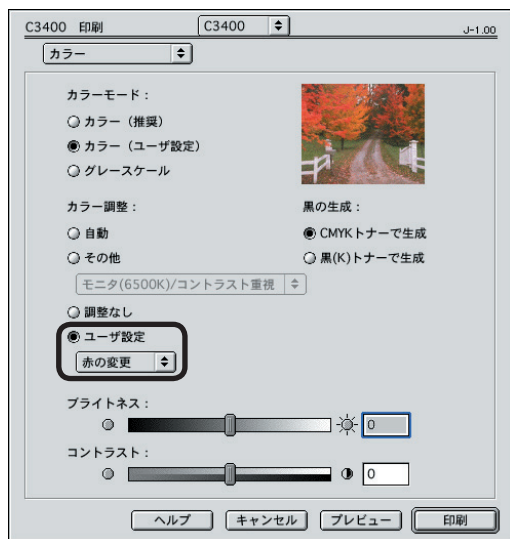 C3400 印刷
C3400
J-1.00
カラー
カラーモード：
カラー（推奨）
カラー（ユーザ設定）
グレースケール
カラー調整：
自動
その他
モニタ(6500K)/コントラスト重視
調整なし
ユーザ設定
赤の変更
黒の生成：
CMYKトナーで生成
黒(K)トナーで生成
ブライトネス：
0
コントラスト：
0
ヘルプ
キャンセル
プレビュー
印刷